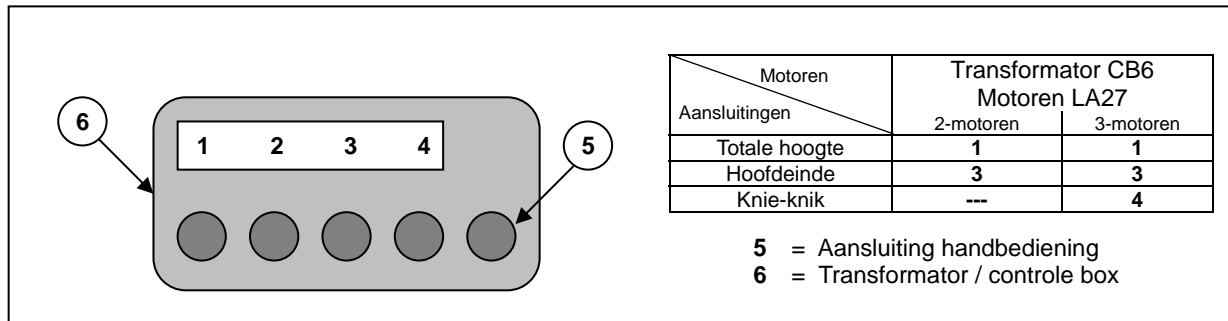 6
1 2 3 4
5
Motoren
Aansluitingen
Transformator CB6
Motoren LA27
2-motoren 3-motoren
Totale hoogte 1 1
Hoofdeinde 3 3
Knie-knik --- 4
5 = Aansluiting handbediening
6 = Transformator / controle box